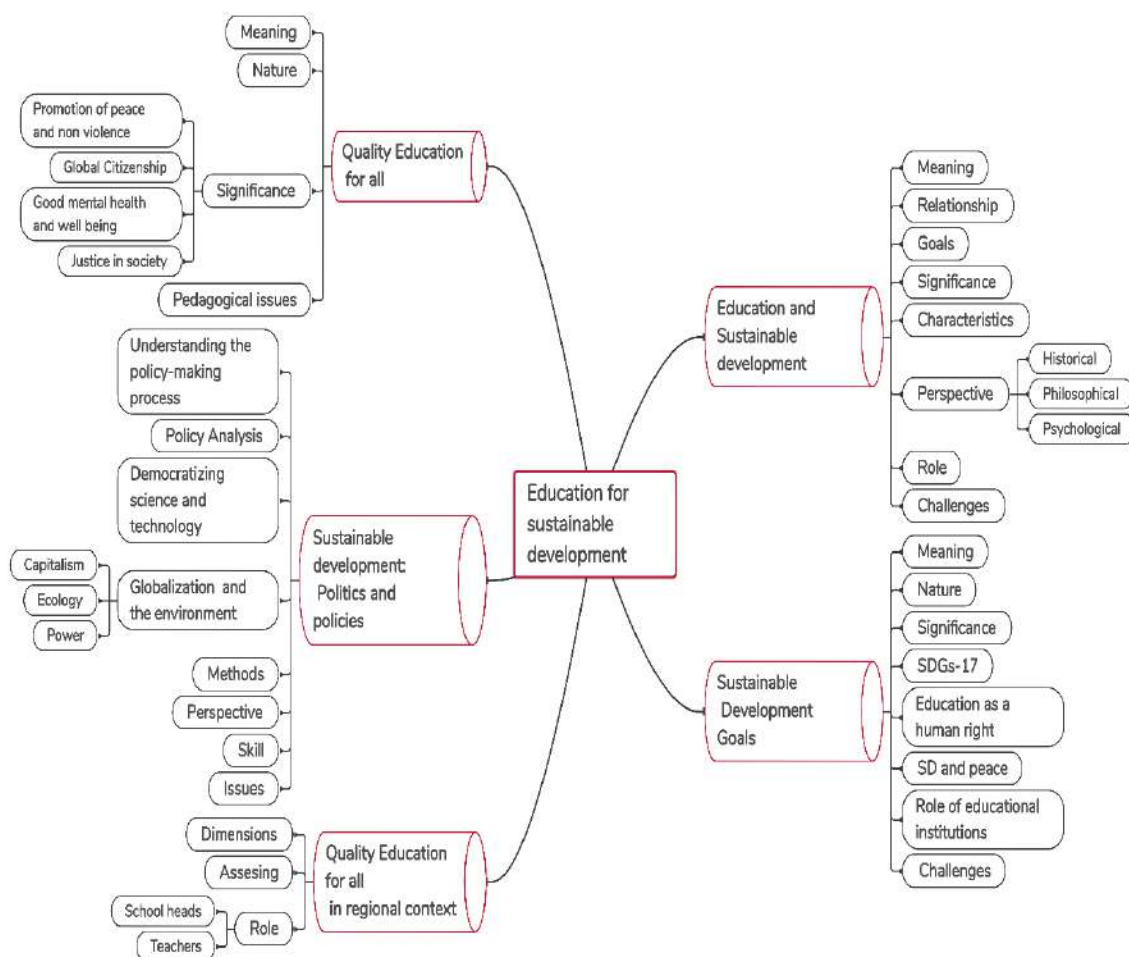 Education for
sustainable
development
Quality Education
for all
Meaning
Nature
Significance
Promotion of peace
and non violence
Global Citizenship
Good mental health
and well being
Justice in society
Pedagogical issues
Sustainable
development:
Politics and
policies
Understanding the
policy-making
process
Policy Analysis
Democratizing
science and
technology
Globalization and
the environment
Capitalism
Ecology
Power
Methods
Perspective
Skill
Issues
Quality Education
for all
in regional context
Dimensions
Assesing
Role
School heads
Teachers
Education and
Sustainable
development
Meaning
Relationship
Goals
Significance
Characteristics
Perspective
Historical
Philosophical
Psychological
Role
Challenges
Sustainable
Development
Goals
Meaning
Nature
Significance
SDGs-17
Education as a
human right
SD and peace
Role of educational
institutions
Challenges